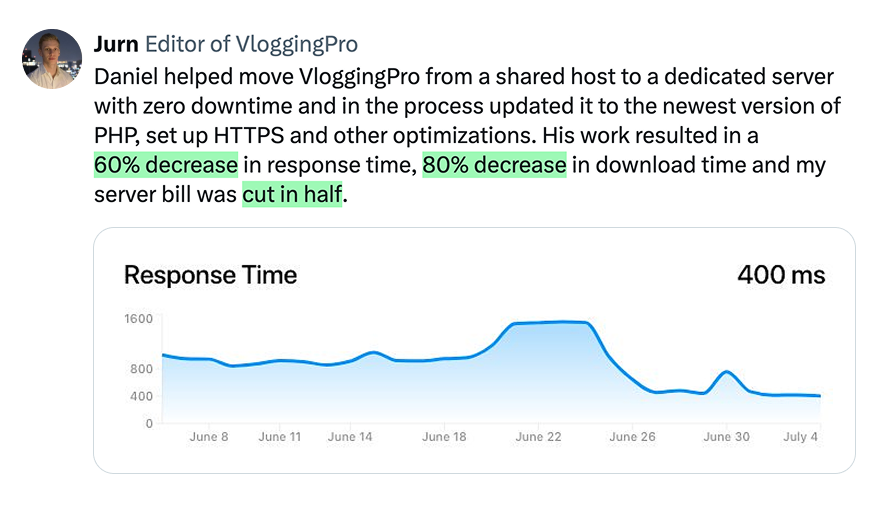 Jurn Editor of VloggingPro
Daniel helped move VloggingPro from a shared host to a dedicated server
with zero downtime and in the process updated it to the newest version of
PHP, set up HTTPS and other optimizations. His work resulted in a
60% decrease in response time, 80% decrease in download time and my
server bill was cut in half.
Response Time 400 ms
1600
800
400
0
June 8 June 11 June 14 June 18 June 22 June 26 June 30 July 4